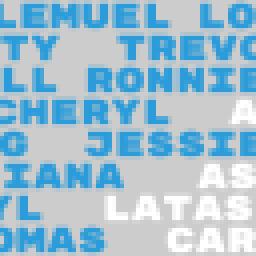 LEMUEL LO
TY TREVO
LL RONNIE
CHERYL A
G JESSIE
IANA AS
YL LATAS
OMAS CAR